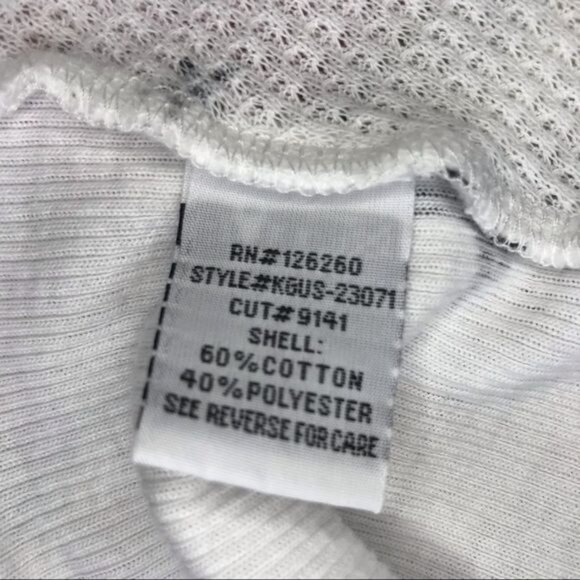 RN#126260
STYLE#KGUS-23071
CUT#9141
SHELL:
60%COTTON
40%POLYESTER
SEE REVERSE FOR CARE